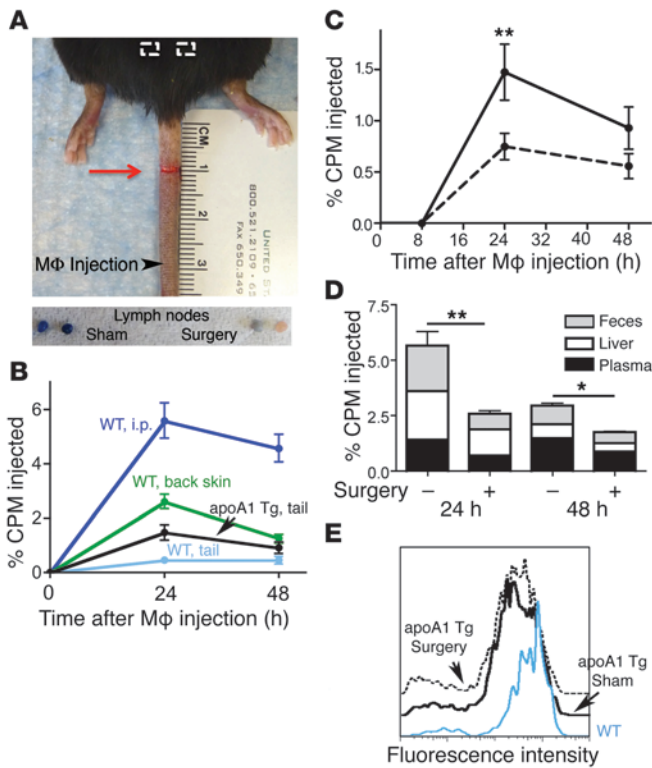 A
CM
1
2
3
800.521.2109 • 6
FAX 650.349
UNITED ST
MΦ Injection
Lymph nodes
Sham
Surgery
B
% CPM injected
6
4
2
0
WT, i.p.
WT, back skin
apoA1 Tg, tail
WT, tail
0
24
48
Time after Mφ injection (h)
C
% CPM injected
1.5
1.0
0.5
0.0
**
0
8
16
24
32
40
48
Time after Mφ injection (h)
D
% CPM injected
7.5
5.0
2.5
0.0
**
*
Feces
Liver
Plasma
Surgery − + − +
24 h
48 h
E
apoA1 Tg
Surgery
apoA1 Tg
Sham
WT
Fluorescence intensity